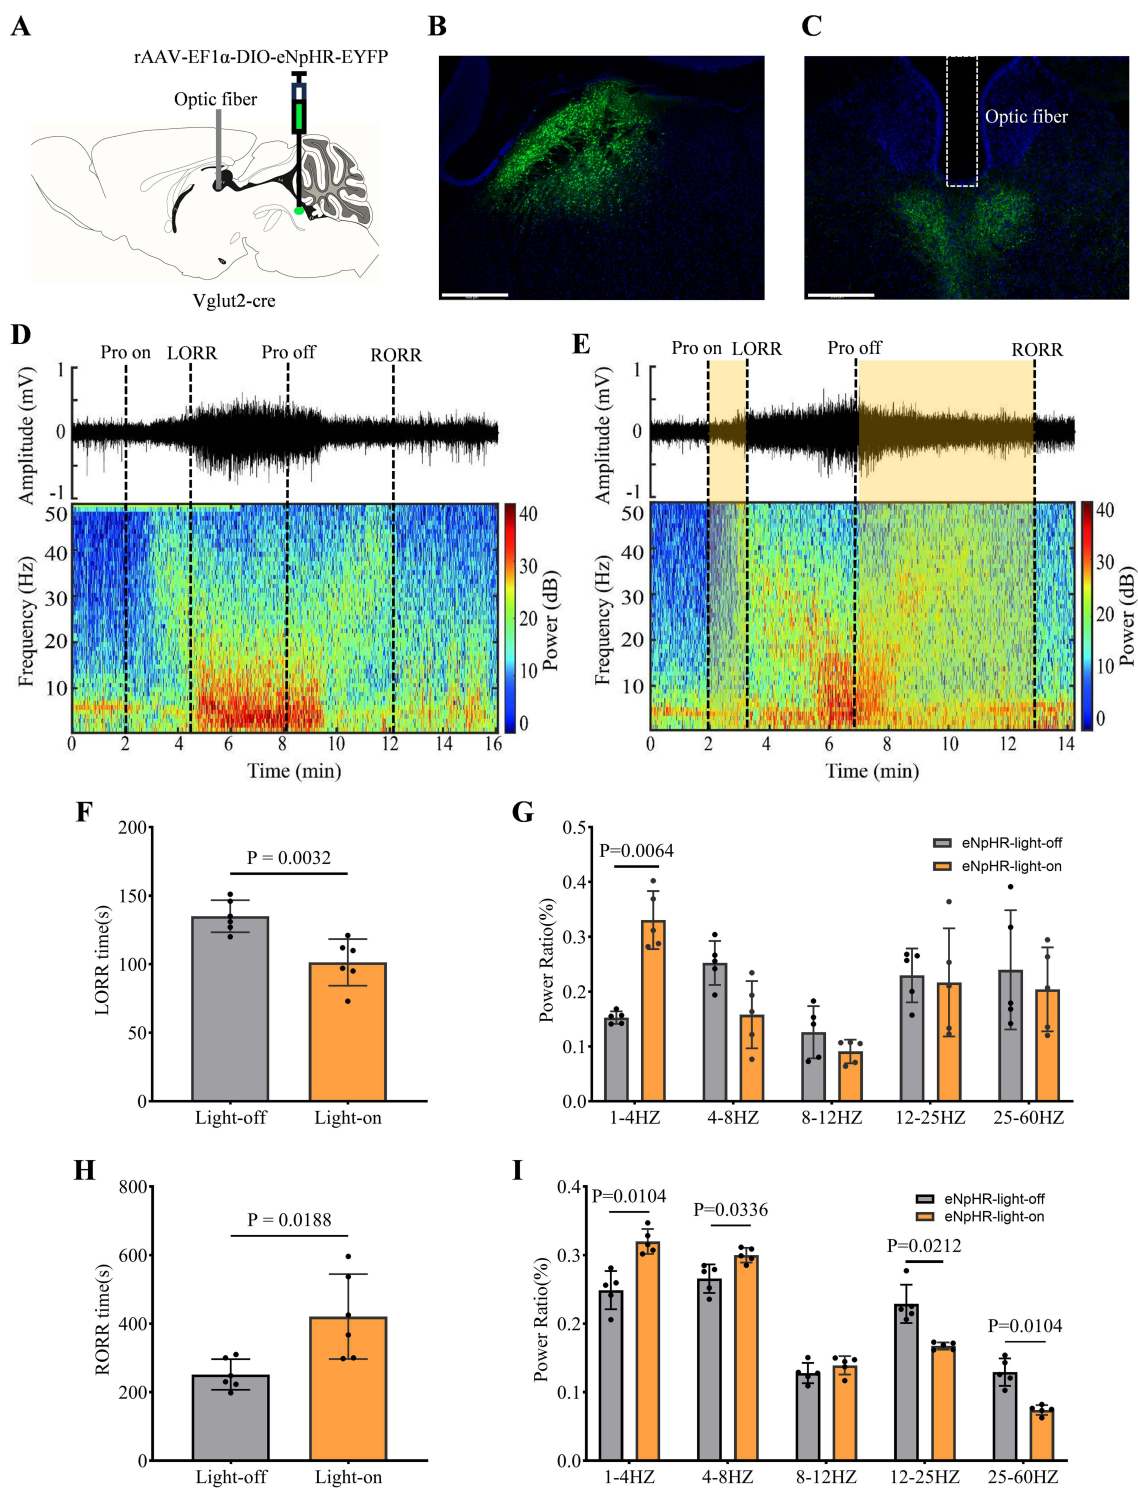 A
rAAV-EF1α-DIO-eNpHR-EYFP
Optic fiber
Vglut2-cre
B
C
Optic fiber
D
Pro on
LORR
Pro off
RORR
Amplitude (mV)
1
0
-1
Frequency (Hz)
50
40
30
20
10
0 2 4 6 8 10 12 14 16
Time (min)
40
30
20
10
0
Power (dB)
E
Pro on
LORR
Pro off
RORR
Amplitude (mV)
1
0
-1
Frequency (Hz)
50
40
30
20
10
0 2 4 6 8 10 12 14
Time (min)
40
30
20
10
0
Power (dB)
F
LORR time(s)
200
150
100
50
0
P = 0.0032
Light-off Light-on
G
Power Ratio(%)
0.5
0.4
0.3
0.2
0.1
0.0
P=0.0064
eNpHR-light-off
eNpHR-light-on
1-4HZ 4-8HZ 8-12HZ 12-25HZ 25-60HZ
H
RORR time(s)
800
600
400
200
0
P = 0.0188
Light-off Light-on
I
Power Ratio(%)
0.4
0.3
0.2
0.1
0.0
P=0.0104
P=0.0336
P=0.0212
P=0.0104
eNpHR-light-off
eNpHR-light-on
1-4HZ 4-8HZ 8-12HZ 12-25HZ 25-60HZ